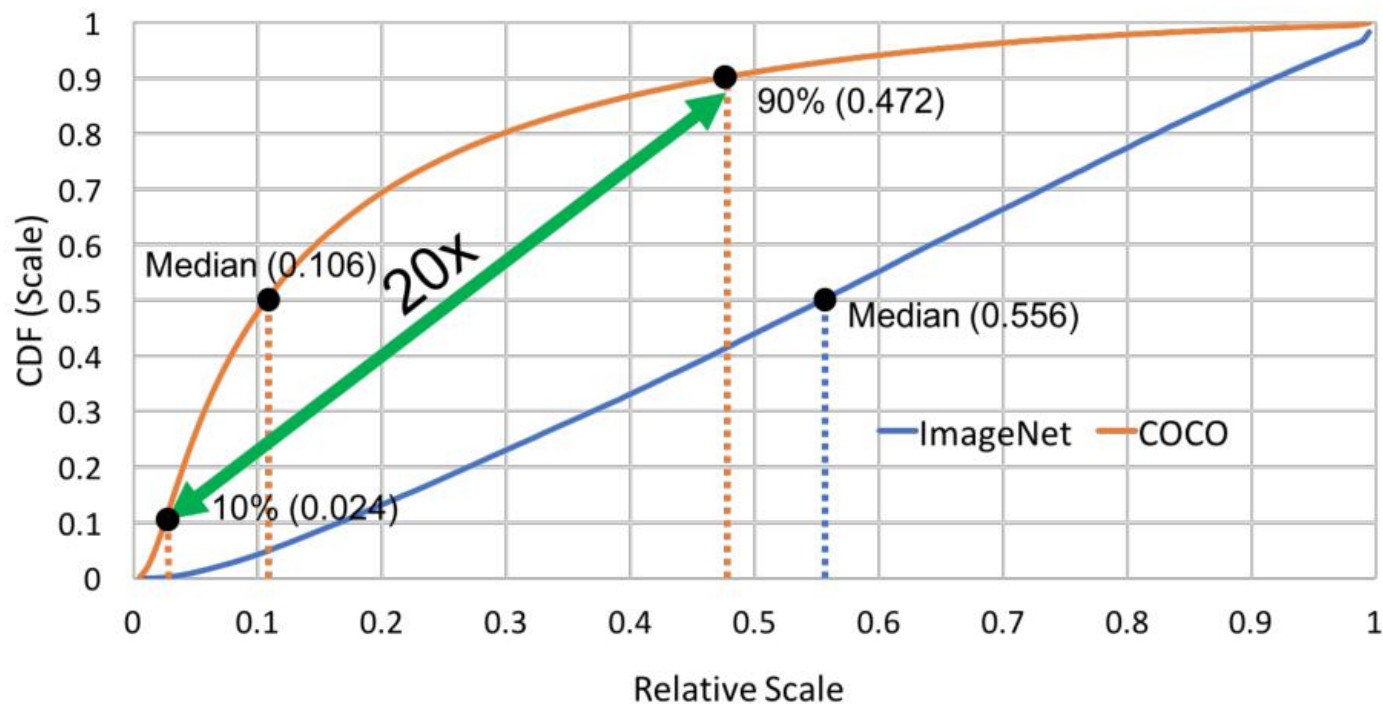 1
0.9
90% (0.472)
0.8
0.7
0.6
Median (0.106)
20x
0.5
Median (0.556)
0.4
ImageNet COCO
0.3
0.2
10% (0.024)
0.1
0
CDF (Scale)
0 0.1 0.2 0.3 0.4 0.5 0.6 0.7 0.8 0.9 1
Relative Scale